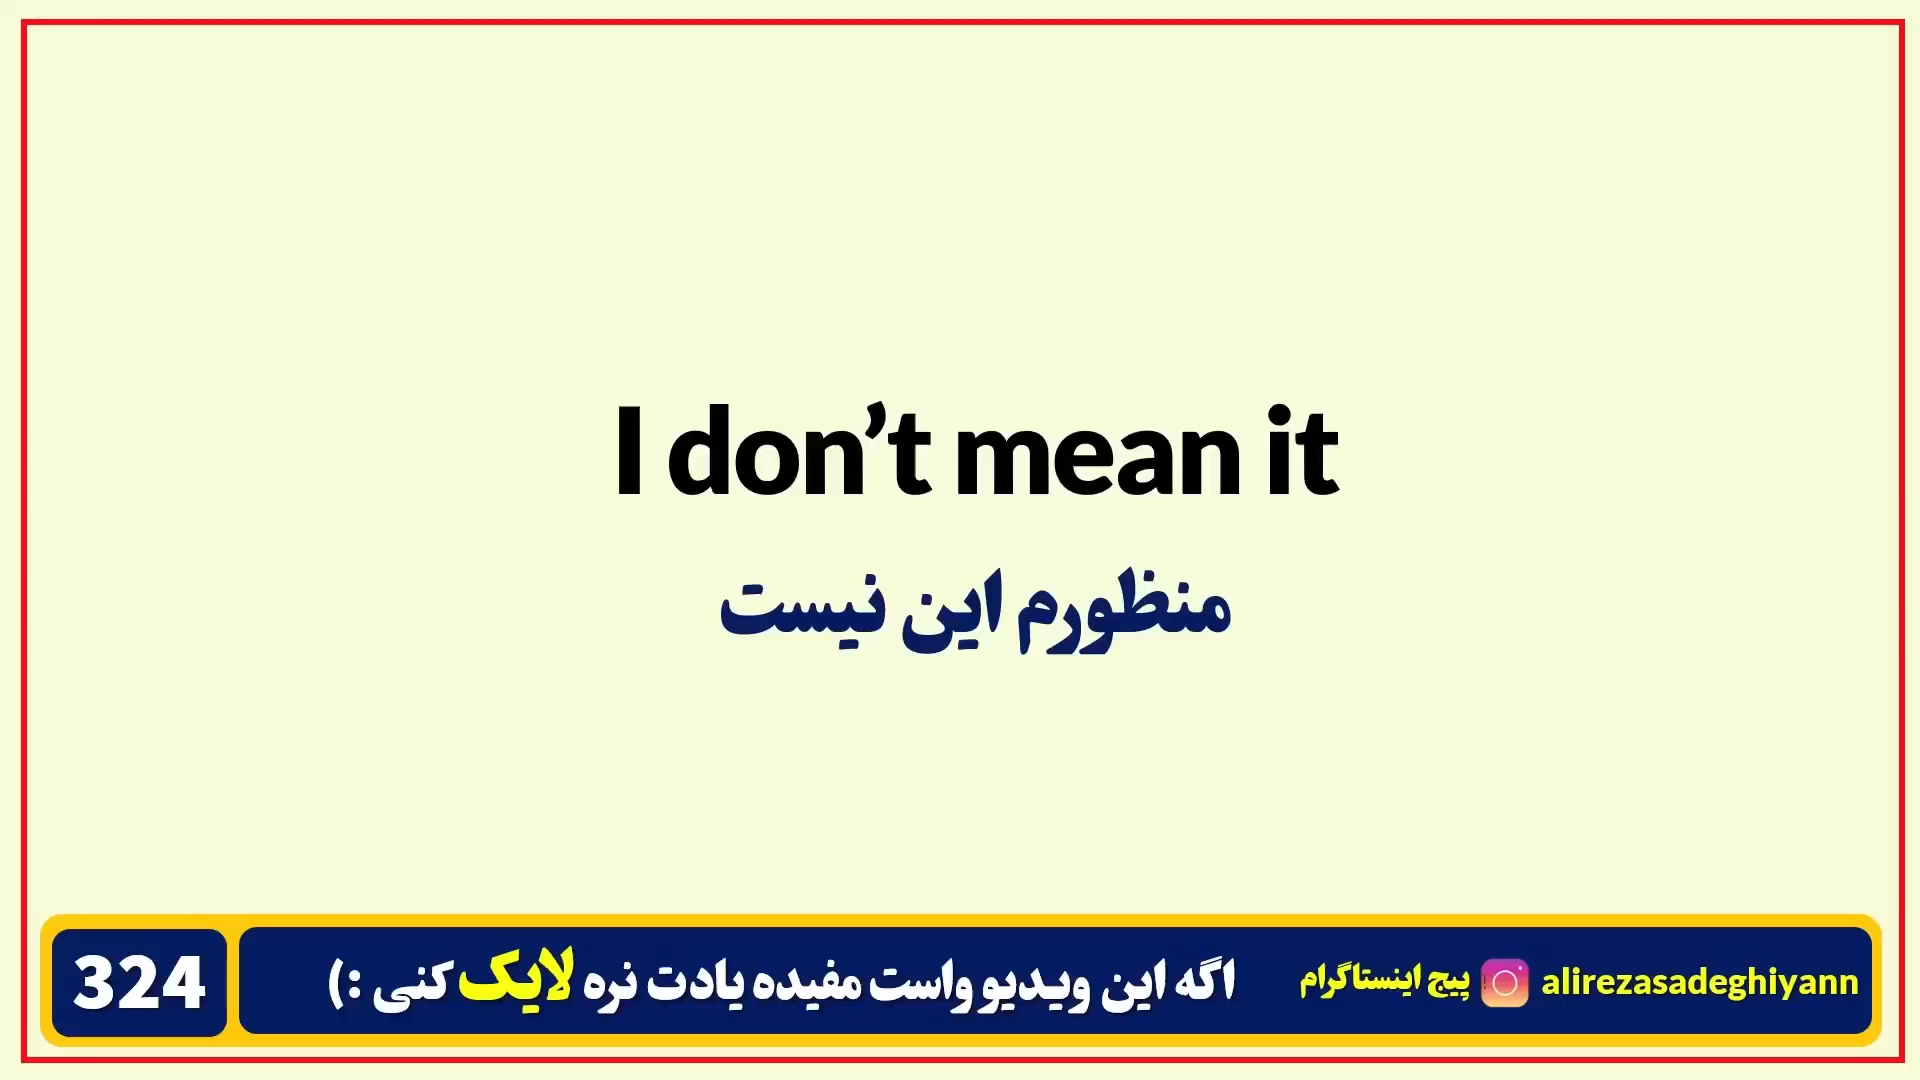 I don’t mean it
منظورم این نیست
324
اگه این ویدیو واست مفیده یادت نره لایک کنی :)
پیج اینستاگرام
alirezasadeghiyann